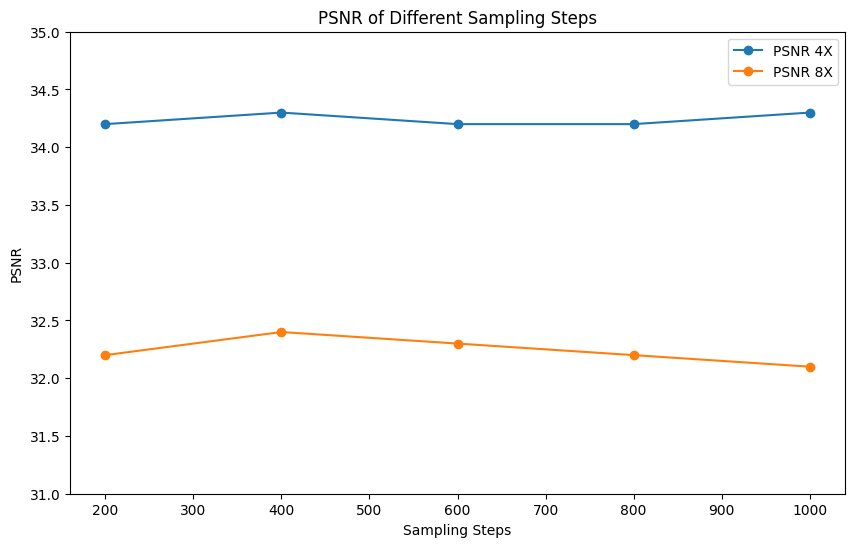 PSNR of Different Sampling Steps
PSNR 4X
PSNR 8X
PSNR
35.0
34.5
34.0
33.5
33.0
32.5
32.0
31.5
31.0
200 300 400 500 600 700 800 900 1000
Sampling Steps